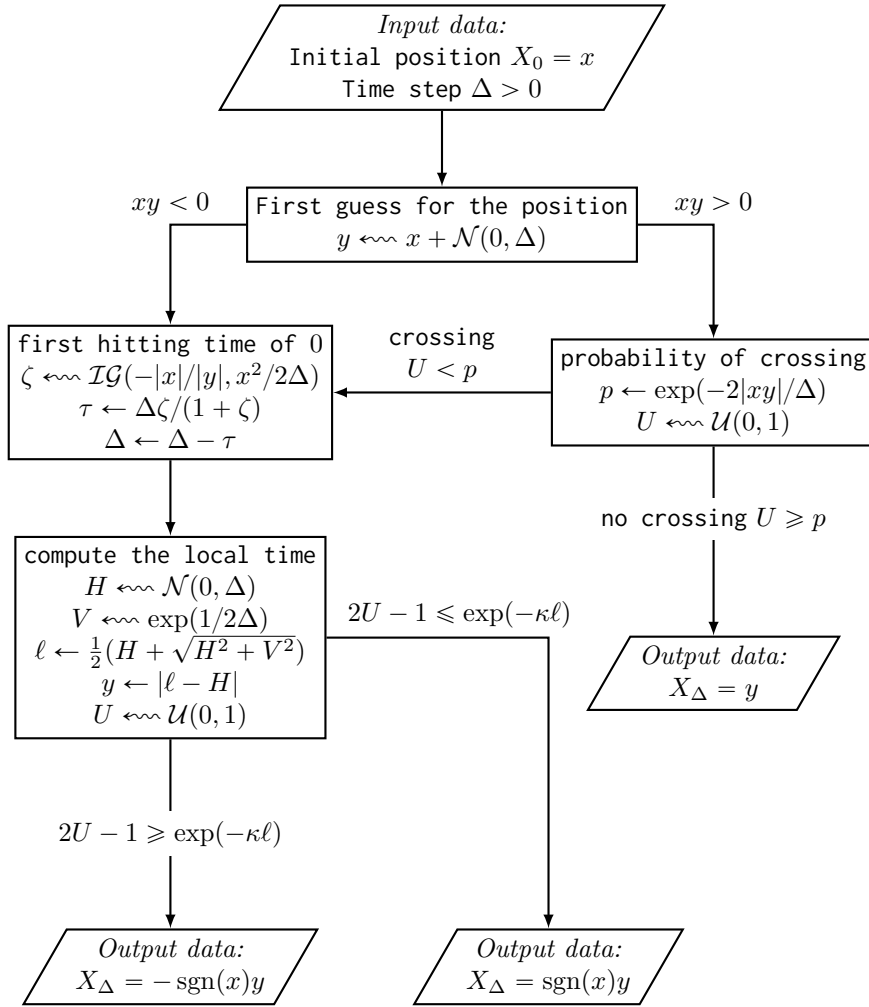 Input data:
Initial position X₀ = x
Time step Δ > 0
xy < 0
xy > 0
First guess for the position
y ⇜ x + 𝒩(0, Δ)
first hitting time of 0
ζ ⇜ ℐ𝒢(−|x|/|y|, x²/2Δ)
τ ← Δζ/(1 + ζ)
Δ ← Δ − τ
crossing
U < p
probability of crossing
p ← exp(−2|xy|/Δ)
U ⇜ 𝒰(0, 1)
no crossing U ⩾ p
compute the local time
H ⇜ 𝒩(0, Δ)
V ⇜ exp(1/2Δ)
ℓ ← ½(H + √(H² + V²))
y ← |ℓ − H|
U ⇜ 𝒰(0, 1)
2U − 1 ⩽ exp(−κℓ)
Output data:
X_Δ = y
2U − 1 ⩾ exp(−κℓ)
Output data:
X_Δ = − sgn(x)y
Output data:
X_Δ = sgn(x)y